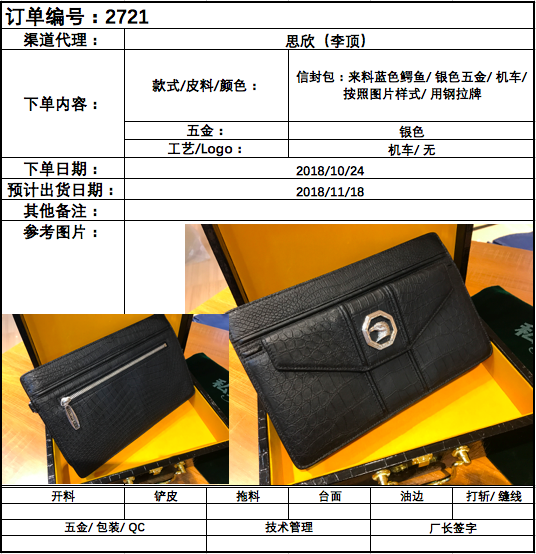 订单编号：2721
渠道代理：
思欣（李顶）
下单内容：
款式/皮料/颜色：
信封包：来料蓝色鳄鱼/ 银色五金/ 机车/
按照图片样式/ 用钢拉牌
五金：
银色
工艺/Logo：
机车/ 无
下单日期：
2018/10/24
预计出货日期：
2018/11/18
其他备注：
参考图片：
私
开料
铲皮
拖料
台面
油边
打斩/ 缝线
五金/ 包装/ QC
技术管理
厂长签字